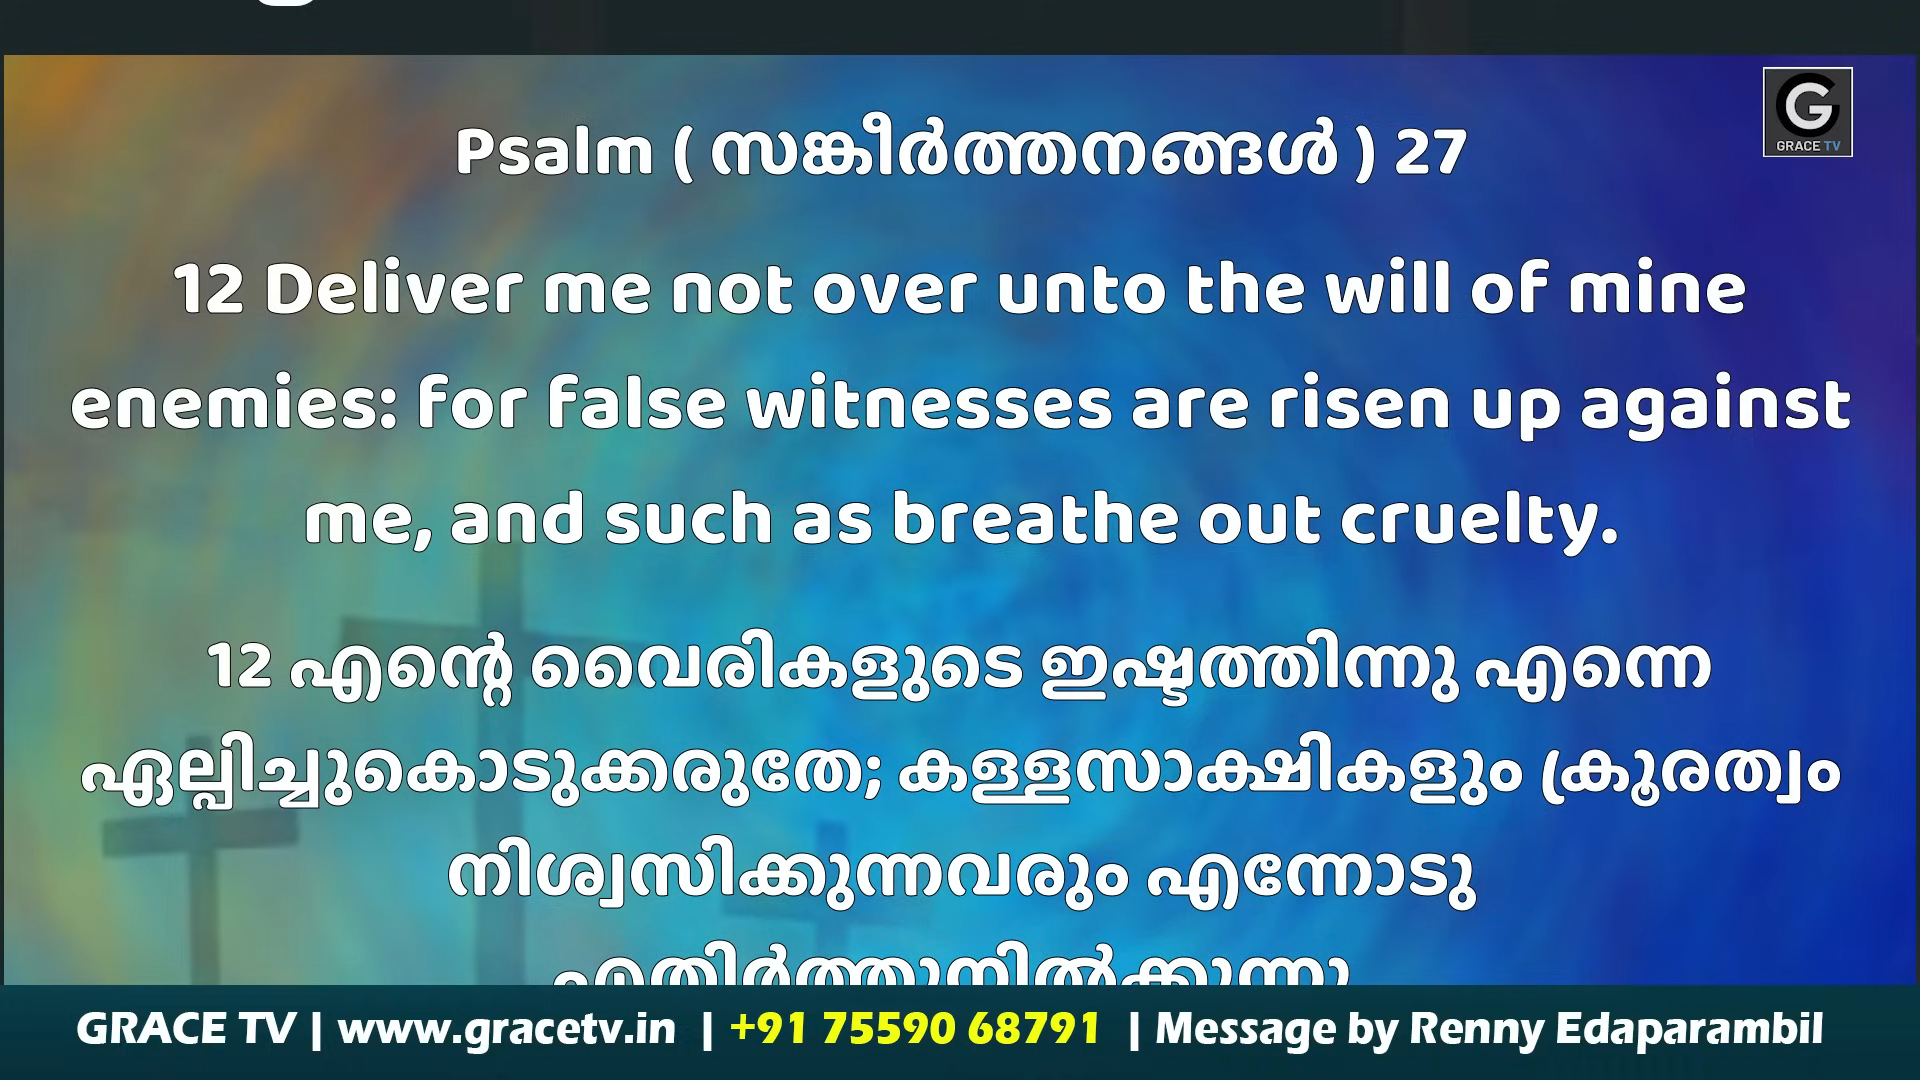 GRACE TV
Psalm ( സങ്കീർത്തനങ്ങൾ ) 27
12 Deliver me not over unto the will of mine
enemies: for false witnesses are risen up against
me, and such as breathe out cruelty.
12 എന്റെ വൈരികളുടെ ഇഷ്ടത്തിന്നു എന്നെ
ഏല്പിച്ചുകൊടുക്കരുതേ; കള്ളസാക്ഷികളും ക്രൂരത്വം
നിശ്വസിക്കുന്നവരും എന്നോടു
എതിർത്തുനിൽക്കുന്നു
GRACE TV | www.gracetv.in | +91 75590 68791 | Message by Renny Edaparambil